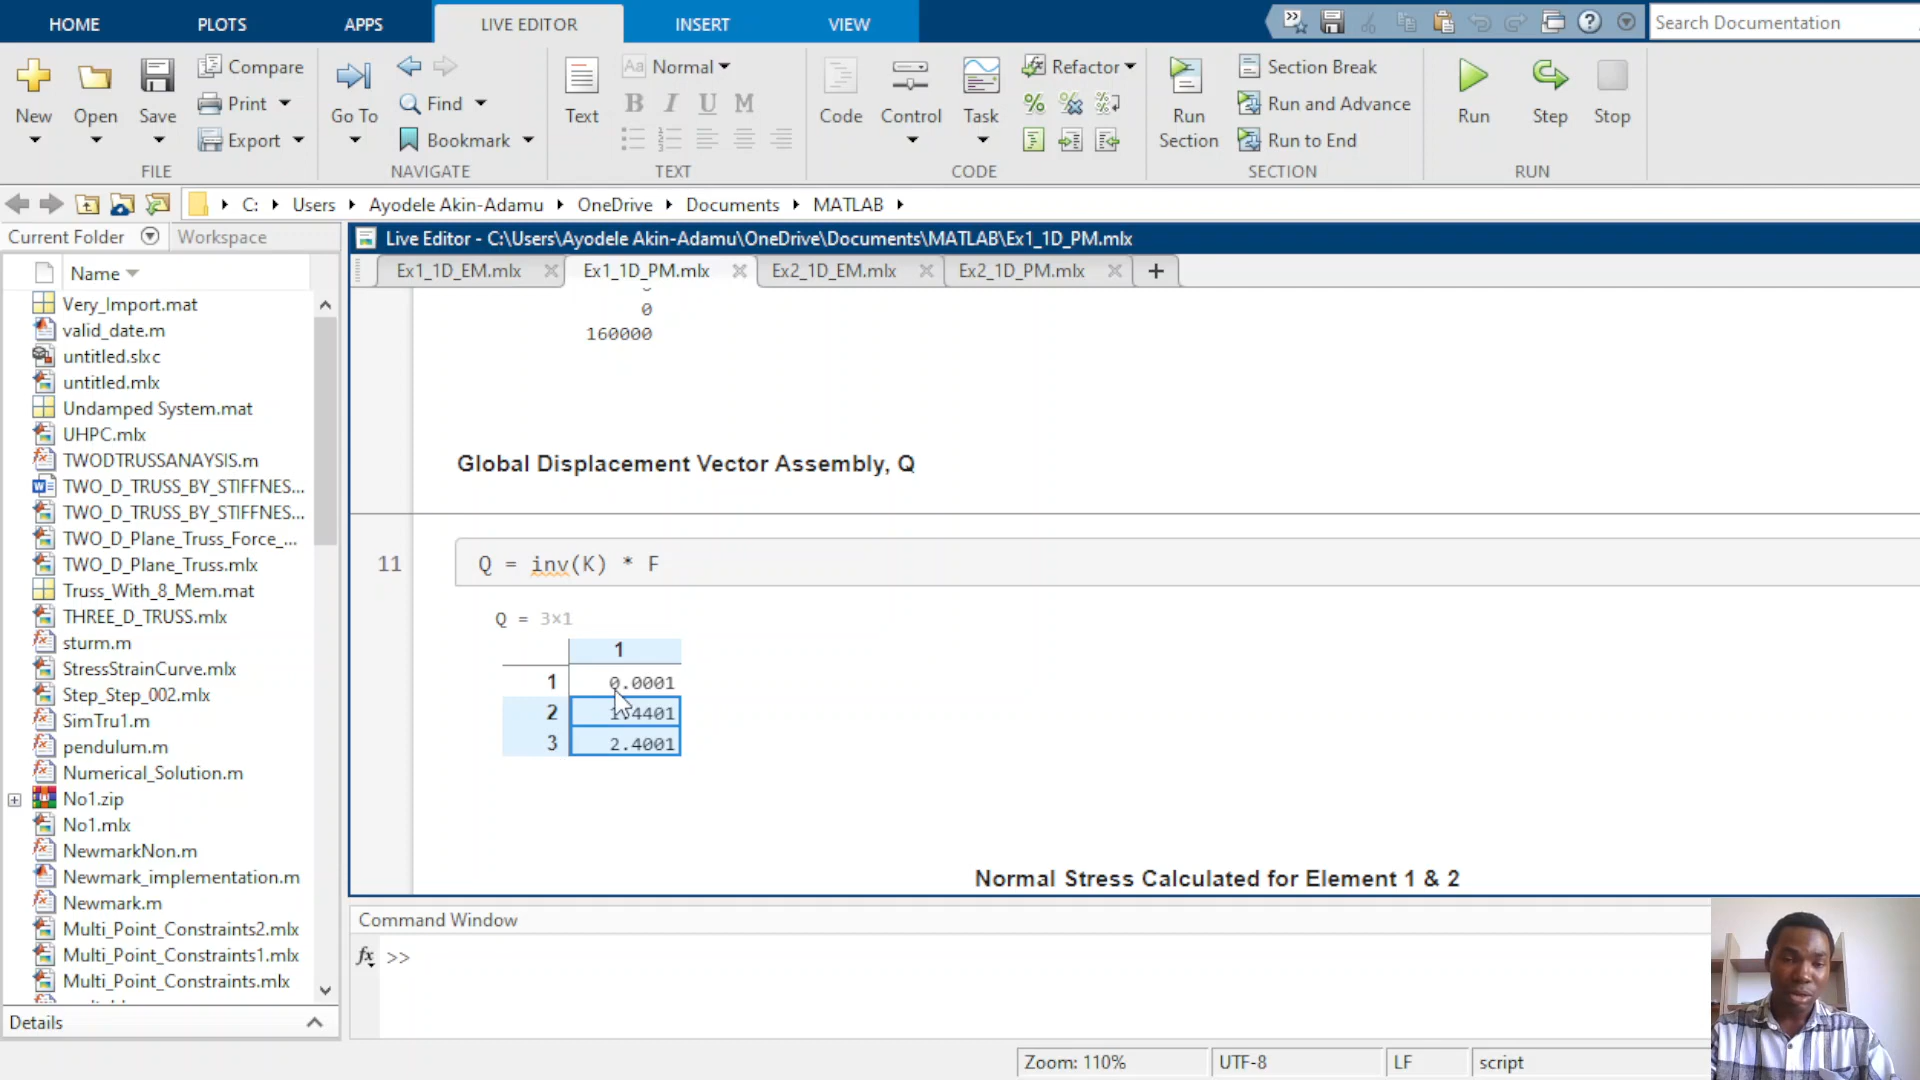 HOME PLOTS APPS LIVE EDITOR INSERT VIEW Search Documentation
New Open Save Compare Print Export
FILE
Go To Find Bookmark
NAVIGATE
Text Aa Normal B I U M
TEXT
Code Control Task Refactor
CODE
Run Section Section Break Run and Advance Run to End
SECTION
Run Step Stop
RUN
C: Users Ayodele Akin-Adamu OneDrive Documents MATLAB
Current Folder Workspace
Live Editor - C:\Users\Ayodele Akin-Adamu\OneDrive\Documents\MATLAB\Ex1_1D_PM.mlx
Ex1_1D_EM.mlx Ex1_1D_PM.mlx Ex2_1D_EM.mlx Ex2_1D_PM.mlx +
Name
Very_Import.mat
valid_date.m
untitled.slxc
untitled.mlx
Undamped System.mat
UHPC.mlx
TWODTRUSSANAYSIS.m
TWO_D_TRUSS_BY_STIFFNES...
TWO_D_TRUSS_BY_STIFFNES...
TWO_D_Plane_Truss_Force_...
TWO_D_Plane_Truss.mlx
Truss_With_8_Mem.mat
THREE_D_TRUSS.mlx
sturm.m
StressStrainCurve.mlx
Step_Step_002.mlx
SimTru1.m
pendulum.m
Numerical_Solution.m
No1.zip
No1.mlx
NewmarkNon.m
Newmark_implementation.m
Newmark.m
Multi_Point_Constraints2.mlx
Multi_Point_Constraints1.mlx
Multi_Point_Constraints.mlx
Details
0
160000
Global Displacement Vector Assembly, Q
11 Q = inv(K) * F
Q = 3×1
1
1 0.0001
2 1.4401
3 2.4001
Normal Stress Calculated for Element 1 & 2
Command Window
fx >>
Zoom: 110% UTF-8 LF script